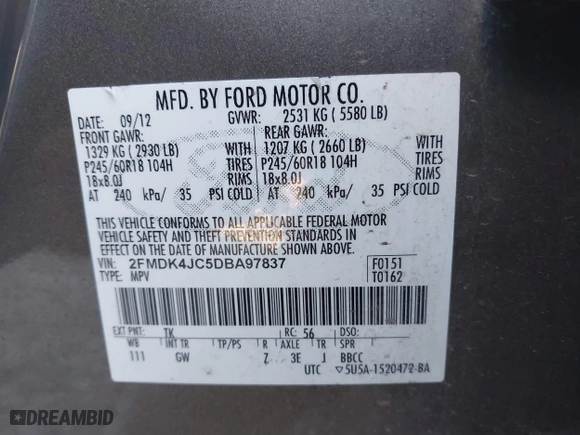 MFD. BY FORD MOTOR CO.
DATE: 09/12 GVWR: 2531 KG ( 5580 LB)
FRONT GAWR: REAR GAWR:
1329 KG ( 2930 LB) 1207 KG ( 2660 LB)
P245/60R18 104H TIRES P245/60R18 104H TIRES
18x8.0J RIMS 18x8.0J RIMS
AT 240 kPa/ 35 PSI COLD AT 240 kPa/ 35 PSI COLD
THIS VEHICLE CONFORMS TO ALL APPLICABLE FEDERAL MOTOR
VEHICLE SAFETY AND THEFT PREVENTION STANDARDS IN
EFFECT ON THE DATE OF MANUFACTURE SHOWN ABOVE.
VIN: 2FMDK4JC5DBA97837 F0151
TYPE: MPV T0162
EXT PNT: TK RC: 56 DSO:
WB INT TR TP/PS R AXLE TR SPR
111 GW Z 3E J BBCC
UTC ▽5U5A-1520472-BA
DREAMBID